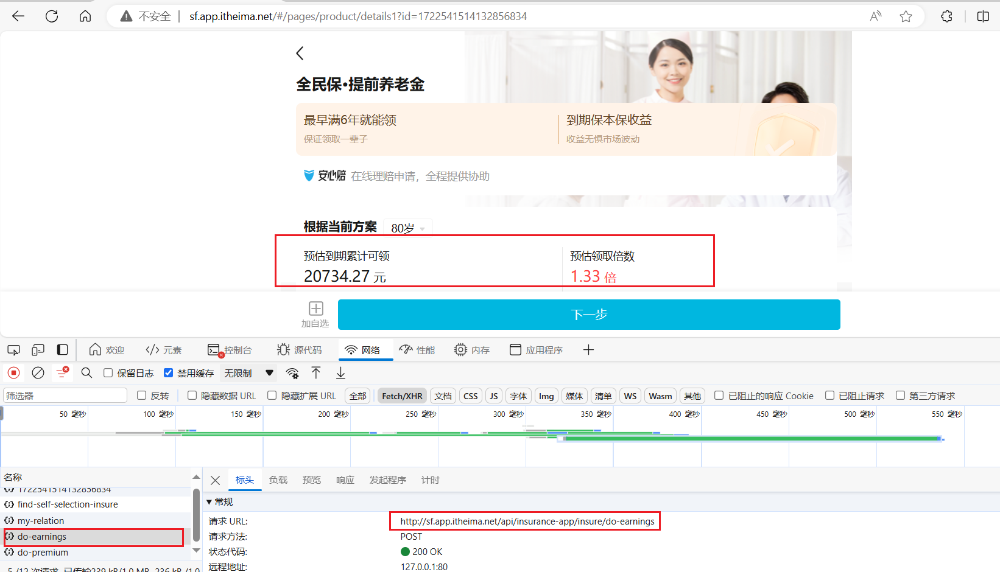 不安全 sf.app.itheima.net/#/pages/product/details1?id=1722541514132856834
全民保·提前养老金
最早满6年就能领
保证领取一辈子
到期保本保收益
收益无惧市场波动
安心赔 在线理赔申请，全程提供协助
根据当前方案 80岁
预估到期累计可领
20734.27 元
预估领取倍数
1.33 倍
加自选
下一步
欢迎 元素 控制台 源代码 网络 性能 内存 应用程序
保留日志 禁用缓存 无限制
筛选器 反转 隐藏数据 URL 隐藏扩展 URL 全部 Fetch/XHR 文档 CSS JS 字体 Img 媒体 清单 WS Wasm 其他 已阻止的响应 Cookie 已阻止请求 第三方请求
50 毫秒 100 毫秒 150 毫秒 200 毫秒 250 毫秒 300 毫秒 350 毫秒 400 毫秒 450 毫秒 500 毫秒 550 毫秒
名称
1722541514132856834
find-self-selection-insure
my-relation
do-earnings
do-premium
5 /12 次请求 已传输239 kB/1.0 MB 236 kB /1.0
标头 负载 预览 响应 发起程序 计时
常规
请求 URL: http://sf.app.itheima.net/api/insurance-app/insure/do-earnings
请求方法: POST
状态代码: 200 OK
远程地址: 127.0.0.1:80